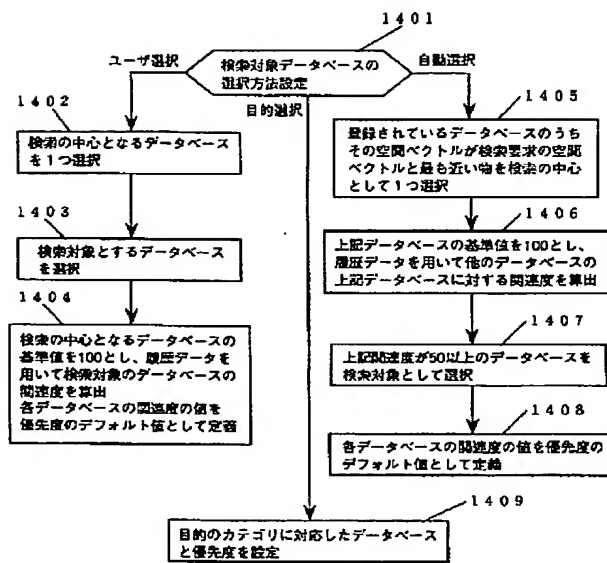 1401
検索対象データベースの
選択方法設定
ユーザ選択
目的選択
自動選択
1402
検索の中心となるデータベース
を1つ選択
1403
検索対象とするデータベース
を選択
1404
検索の中心となるデータベースの
基準値を100とし、履歴データを
用いて検索対象のデータベースの
関連度を算出
各データベースの関連度の値を
優先度のデフォルト値として定義
1405
登録されているデータベースのうち
その空間ベクトルが検索要求の空間
ベクトルと最も近い物を検索の中心
として1つ選択
1406
上記データベースの基準値を100とし、
履歴データを用いて他のデータベースの
上記データベースに対する関連度を算出
1407
上記関連度が50以上のデータベースを
検索対象として選択
1408
各データベースの関連度の値を優先度の
デフォルト値として定義
1409
目的のカテゴリに対応したデータベース
と優先度を設定